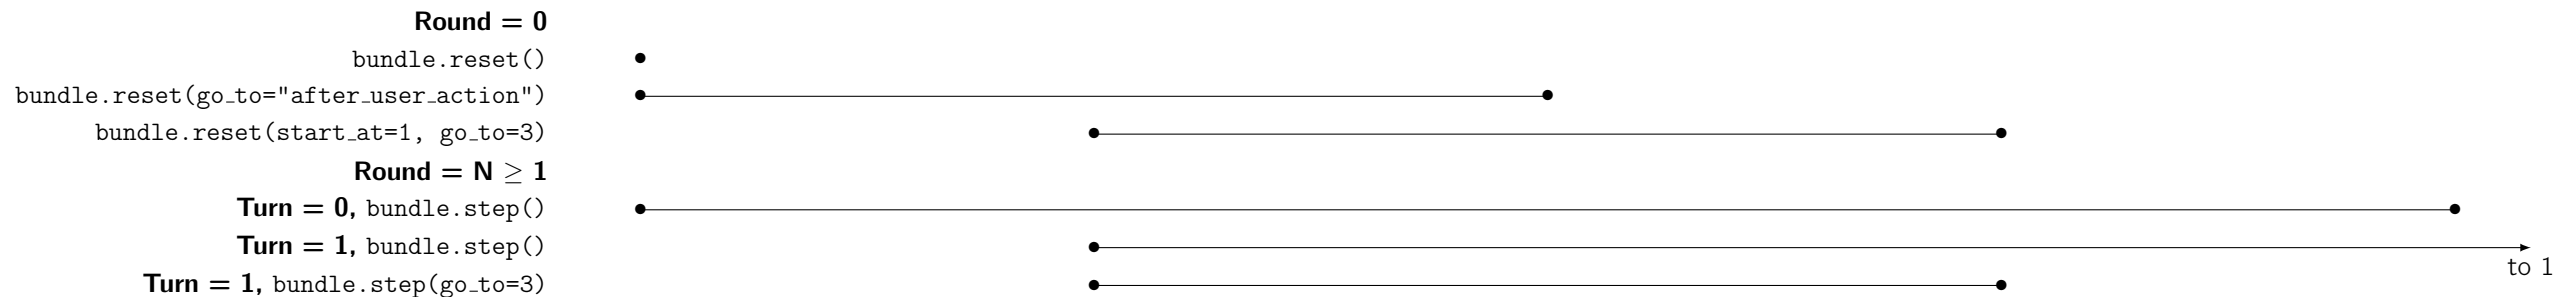 Round = 0
bundle.reset()
bundle.reset(go_to="after_user_action")
bundle.reset(start_at=1, go_to=3)
Round = N ≥ 1
Turn = 0, bundle.step()
Turn = 1, bundle.step()
to 1
Turn = 1, bundle.step(go_to=3)